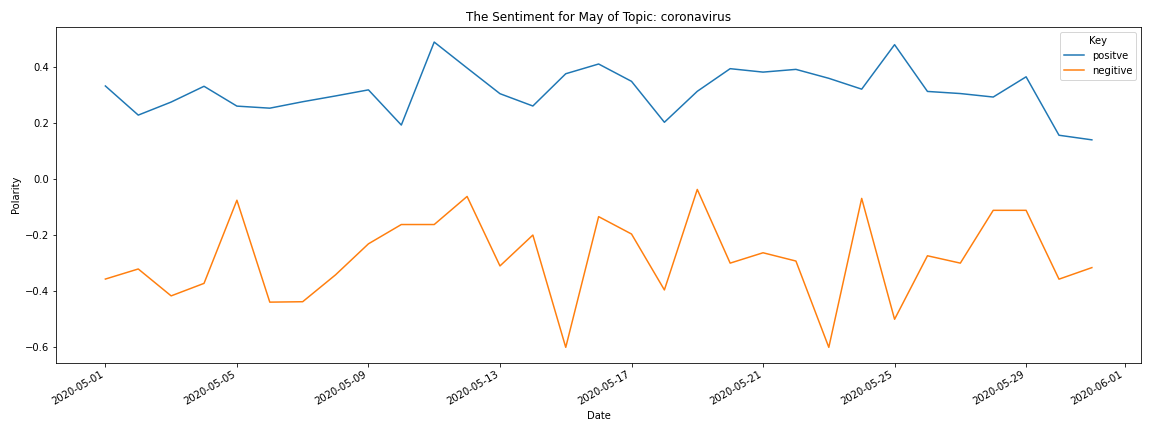 The Sentiment for May of Topic: coronavirus
Key
positve
negitive
Polarity
0.4
0.2
0.0
−0.2
−0.4
−0.6
2020-05-01
2020-05-05
2020-05-09
2020-05-13
2020-05-17
2020-05-21
2020-05-25
2020-05-29
2020-06-01
Date